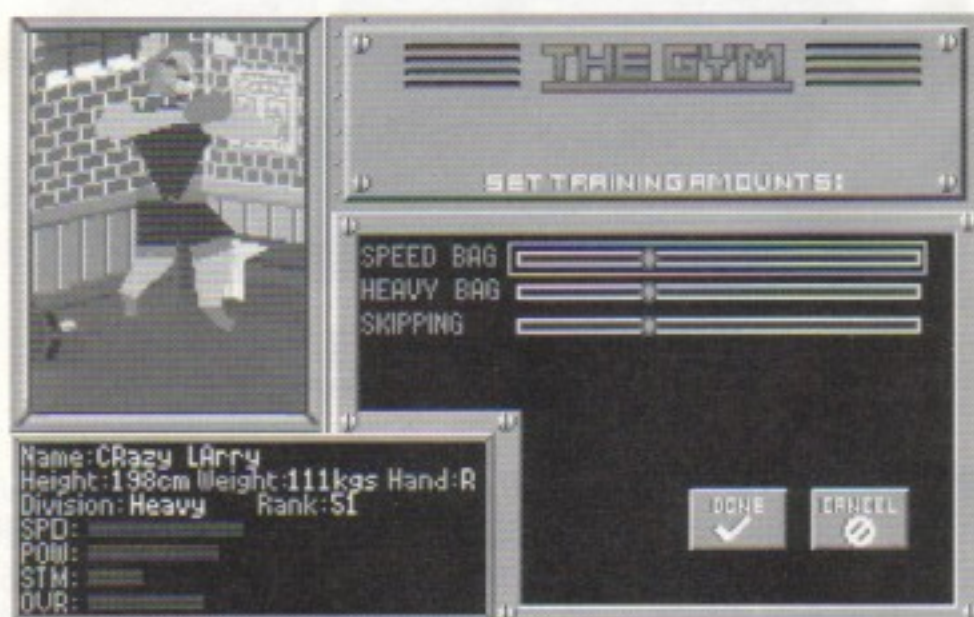 THE GYM
SET TRAINING AMOUNTS:
SPEED BAG
HEAVY BAG
SKIPPING
Name:CRazy LArry
Height:198cm Weight:111kgs Hand:R
Division:Heavy Rank:51
SPD:
POW:
STM:
OVR:
DONE
CANCEL